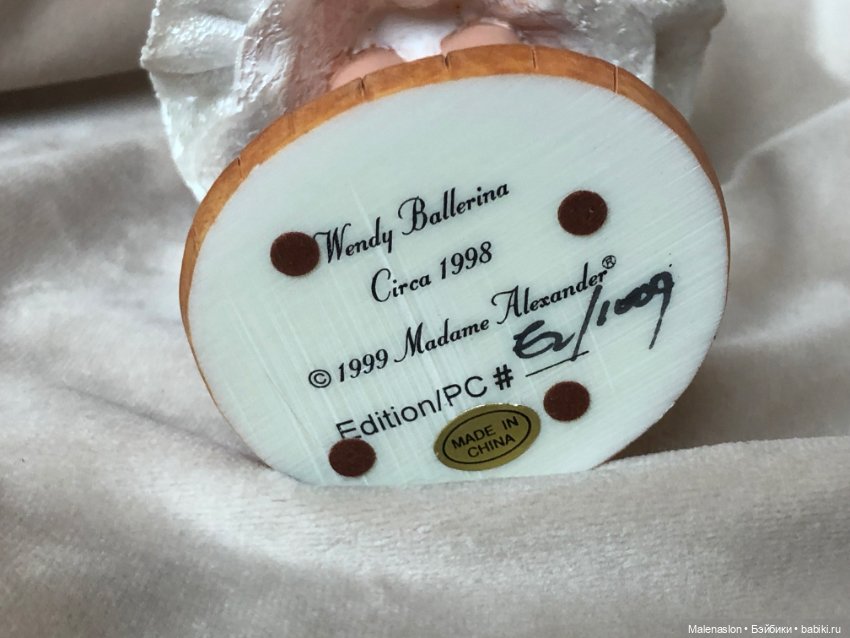 Wendy Ballerina
Circa 1998
© 1999 Madame Alexander®
Edition/PC #
MADE IN
CHINA
Malenaslon • Бэйбики • babiki.ru